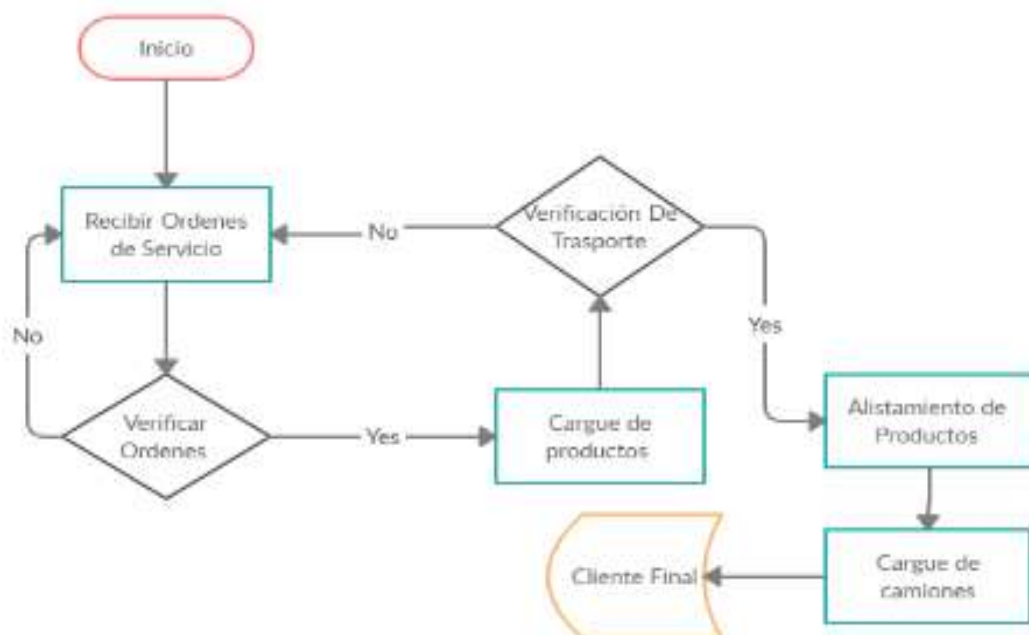 Inicio
Recibir Ordenes
de Servicio
No
Verificación De
Trasporte
No
Yes
Verificar
Ordenes
Yes
Cargue de
productos
Alistamiento de
Productos
Cliente Final
Cargue de
camiones